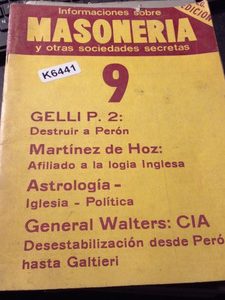 Informaciones sobre
MASONERIA
y otras sociedades secretas
EDICION
K6441
9
GELLI P. 2:
Destruir a Perón
Martínez de Hoz:
Afiliado a la logia Inglesa
Astrología -
Iglesia - Política
General Walters: CIA
Desestabilización desde Peró
hasta Galtieri